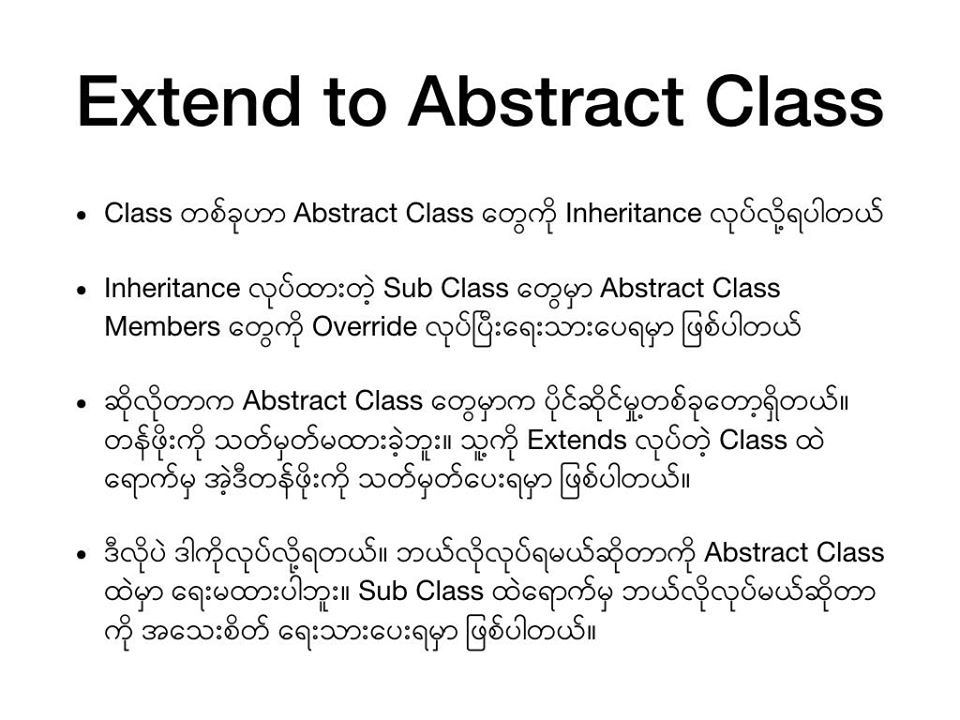 Extend to Abstract Class
• Class တစ်ခုဟာ Abstract Class တွေကို Inheritance လုပ်လို့ရပါတယ်
• Inheritance လုပ်ထားတဲ့ Sub Class တွေမှာ Abstract Class
Members တွေကို Override လုပ်ပြီးရေးသားပေရမှာ ဖြစ်ပါတယ်
• ဆိုလိုတာက Abstract Class တွေမှာက ပိုင်ဆိုင်မှု့တစ်ခုတော့ရှိတယ်။
တန်ဖိုးကို သတ်မှတ်မထားခဲ့ဘူး။ သူ့ကို Extends လုပ်တဲ့ Class ထဲ
ရောက်မှ အဲ့ဒီတန်ဖိုးကို သတ်မှတ်ပေးရမှာ ဖြစ်ပါတယ်။
• ဒီလိုပဲ ဒါကိုလုပ်လို့ရတယ်။ ဘယ်လိုလုပ်ရမယ်ဆိုတာကို Abstract Class
ထဲမှာ ရေးမထားပါဘူး။ Sub Class ထဲရောက်မှ ဘယ်လိုလုပ်မယ်ဆိုတာ
ကို အသေးစိတ် ရေးသားပေးရမှာ ဖြစ်ပါတယ်။